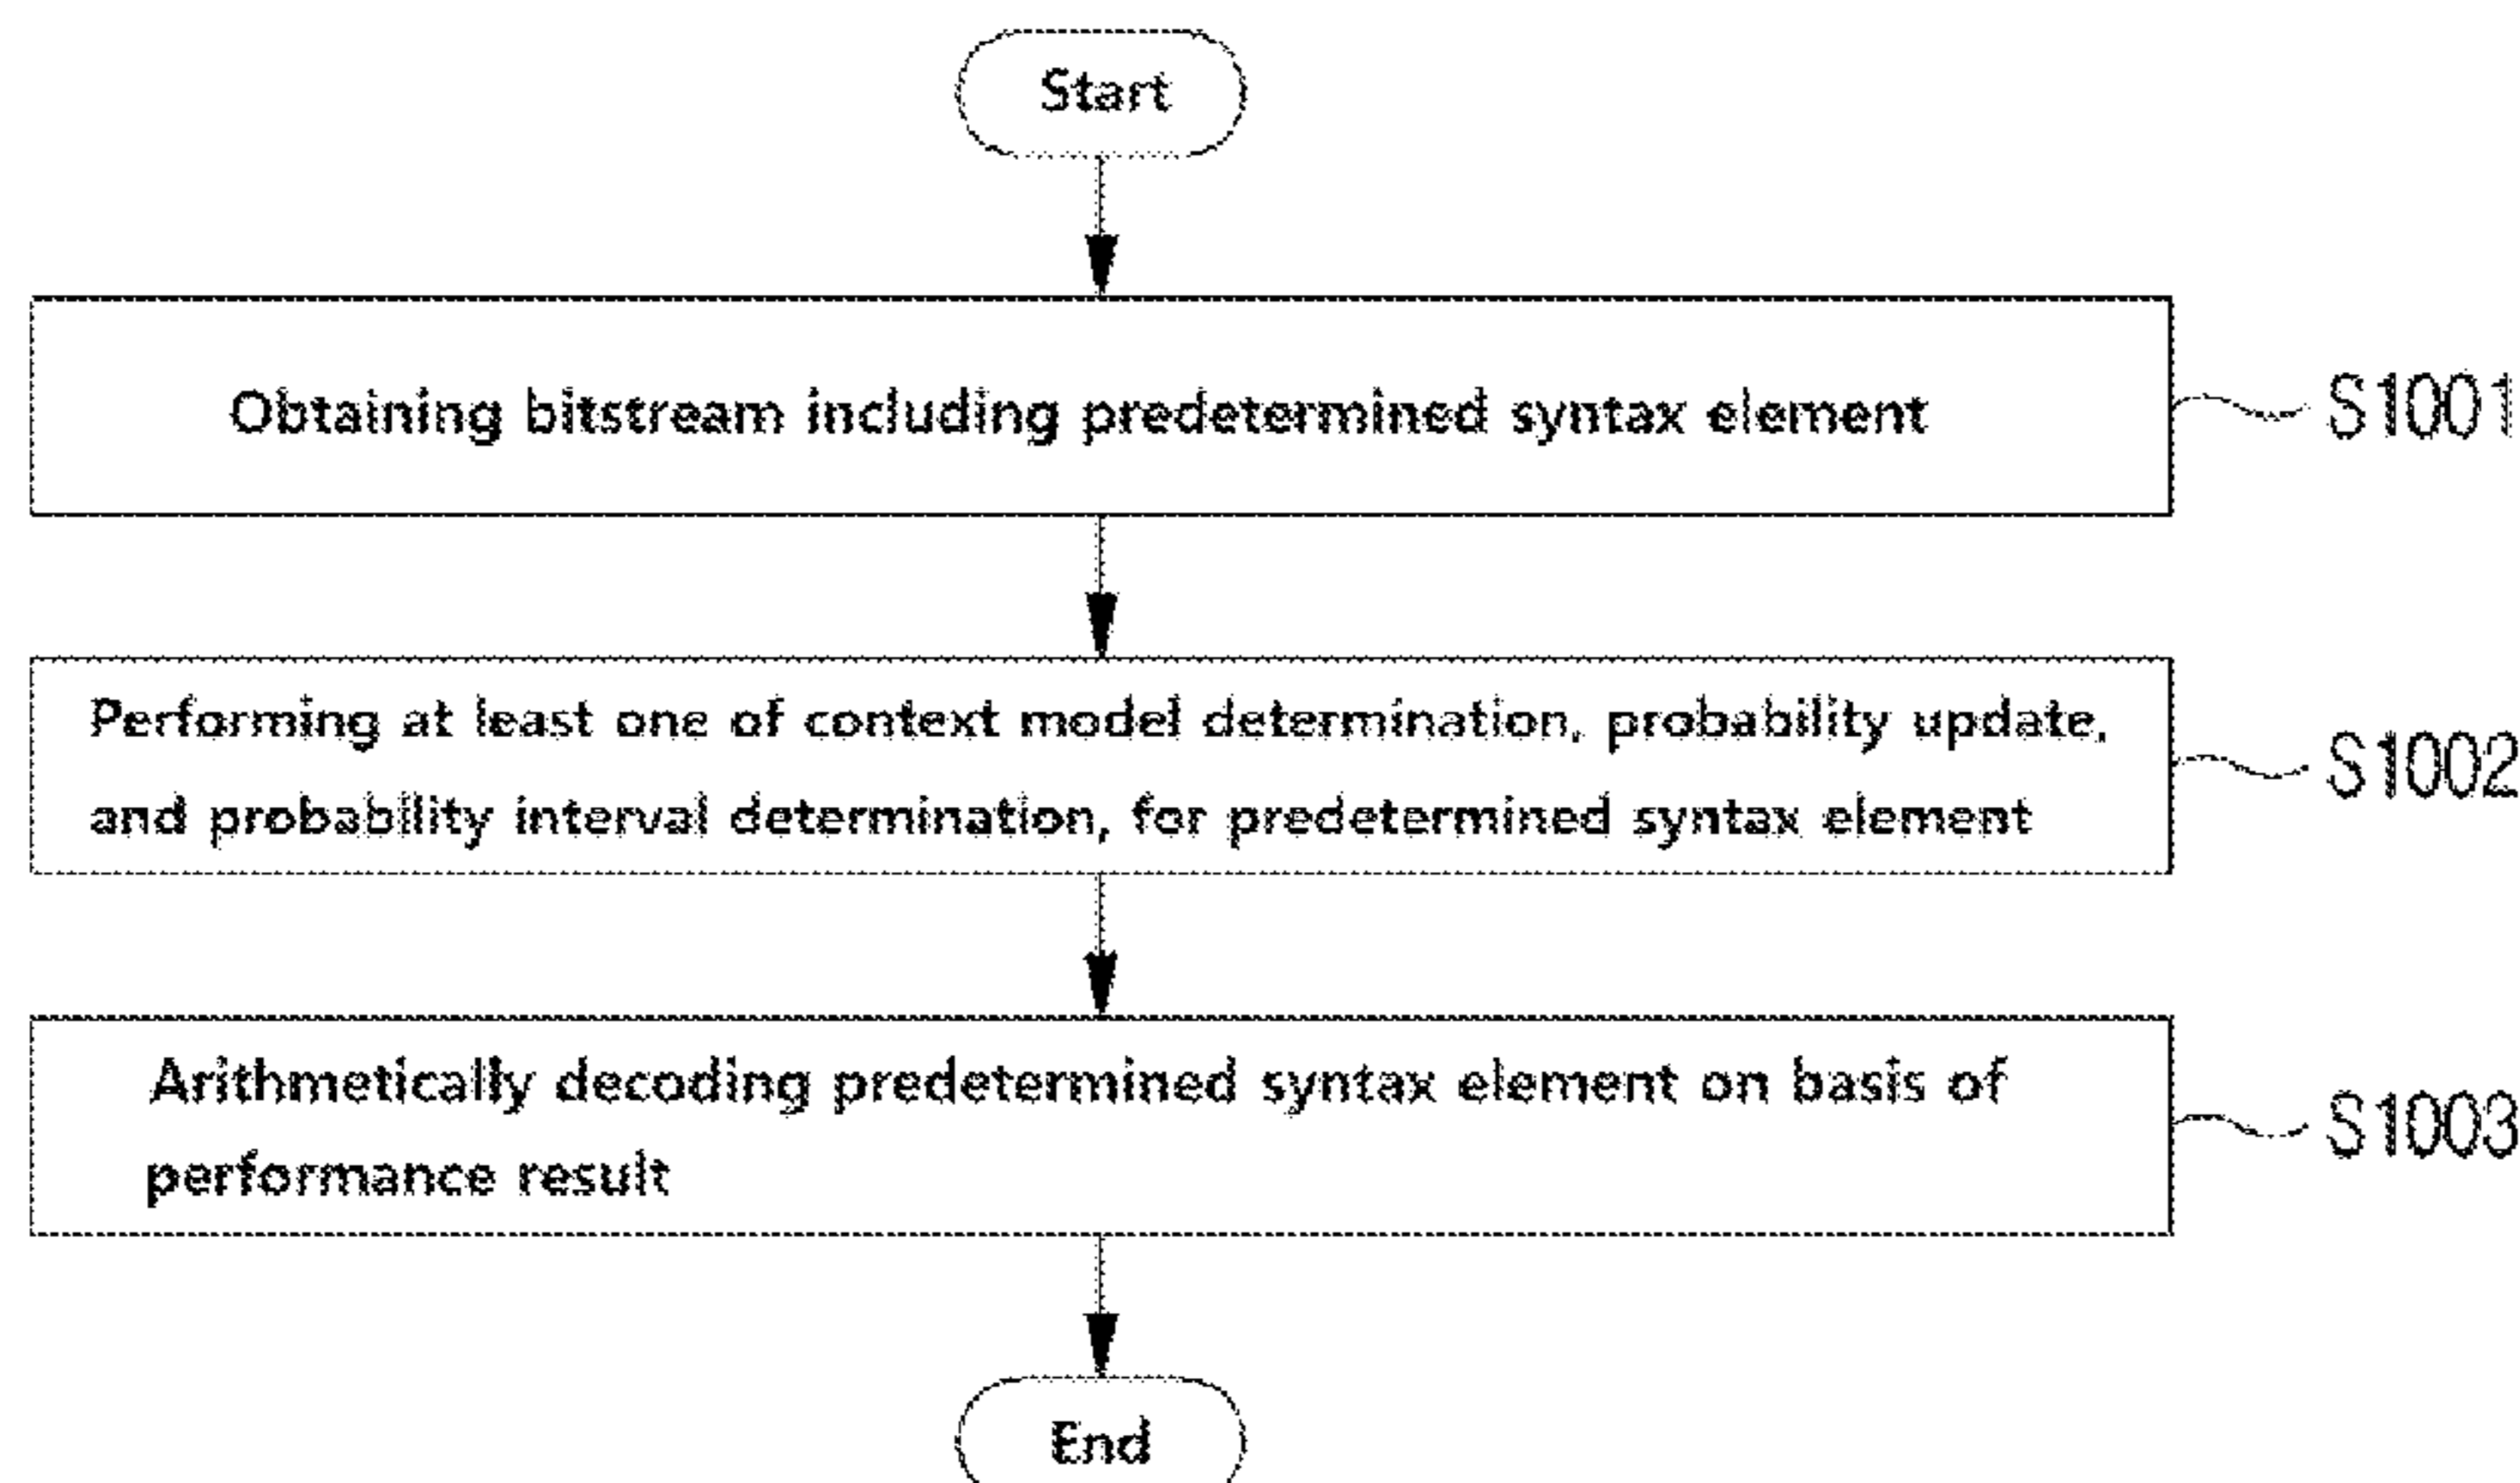 Start
Obtaining bitstream including predetermined syntax element
S1001
Performing at least one of context model determination, probability update,
and probability interval determination, for predetermined syntax element
S1002
Arithmetically decoding predetermined syntax element on basis of
performance result
S1003
End